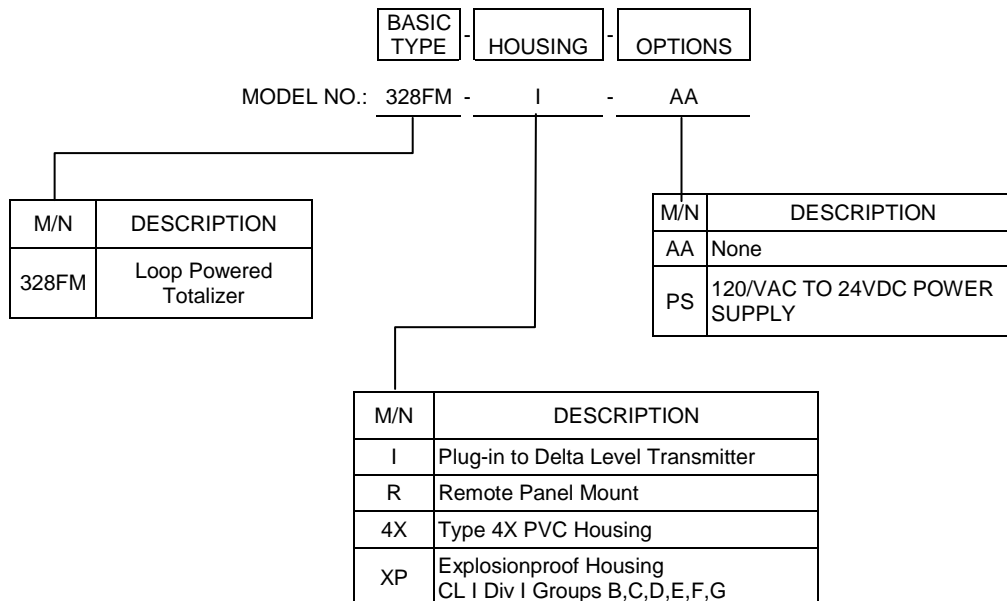 BASIC
TYPE - HOUSING - OPTIONS
MODEL NO.: 328FM - I - AA
M/N DESCRIPTION
328FM Loop Powered
Totalizer
M/N DESCRIPTION
AA None
PS 120/VAC TO 24VDC POWER
SUPPLY
M/N DESCRIPTION
I Plug-in to Delta Level Transmitter
R Remote Panel Mount
4X Type 4X PVC Housing
XP Explosionproof Housing
CL I Div I Groups B,C,D,E,F,G